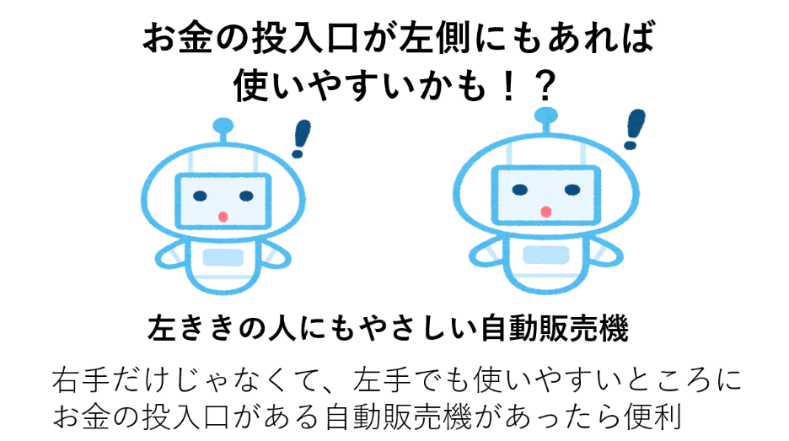 お金の投入口が左側にもあれば
使いやすいかも！？
左ききの人にもやさしい自動販売機
右手だけじゃなくて、左手でも使いやすいところに
お金の投入口がある自動販売機があったら便利